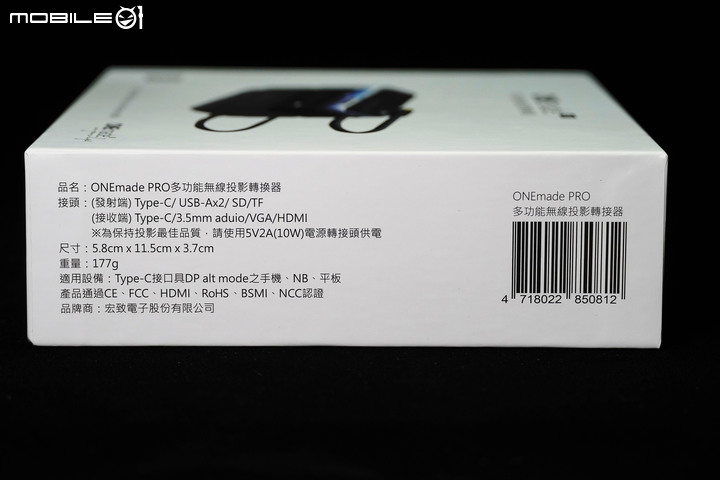 MOBILE01
品名：ONEmade PRO多功能無線投影轉換器
接頭：(發射端) Type-C/ USB-Ax2/ SD/TF
(接收端) Type-C/3.5mm aduio/VGA/HDMI
※為保持投影最佳品質，請使用5V2A(10W)電源轉接頭供電
尺寸：5.8cm x 11.5cm x 3.7cm
重量：177g
適用設備：Type-C接口具DP alt mode之手機、NB、平板
產品通過CE、FCC、HDMI、RoHS、BSMI、NCC認證
品牌商：宏致電子股份有限公司
ONEmade PRO
多功能無線投影轉接器
4 718022 850812